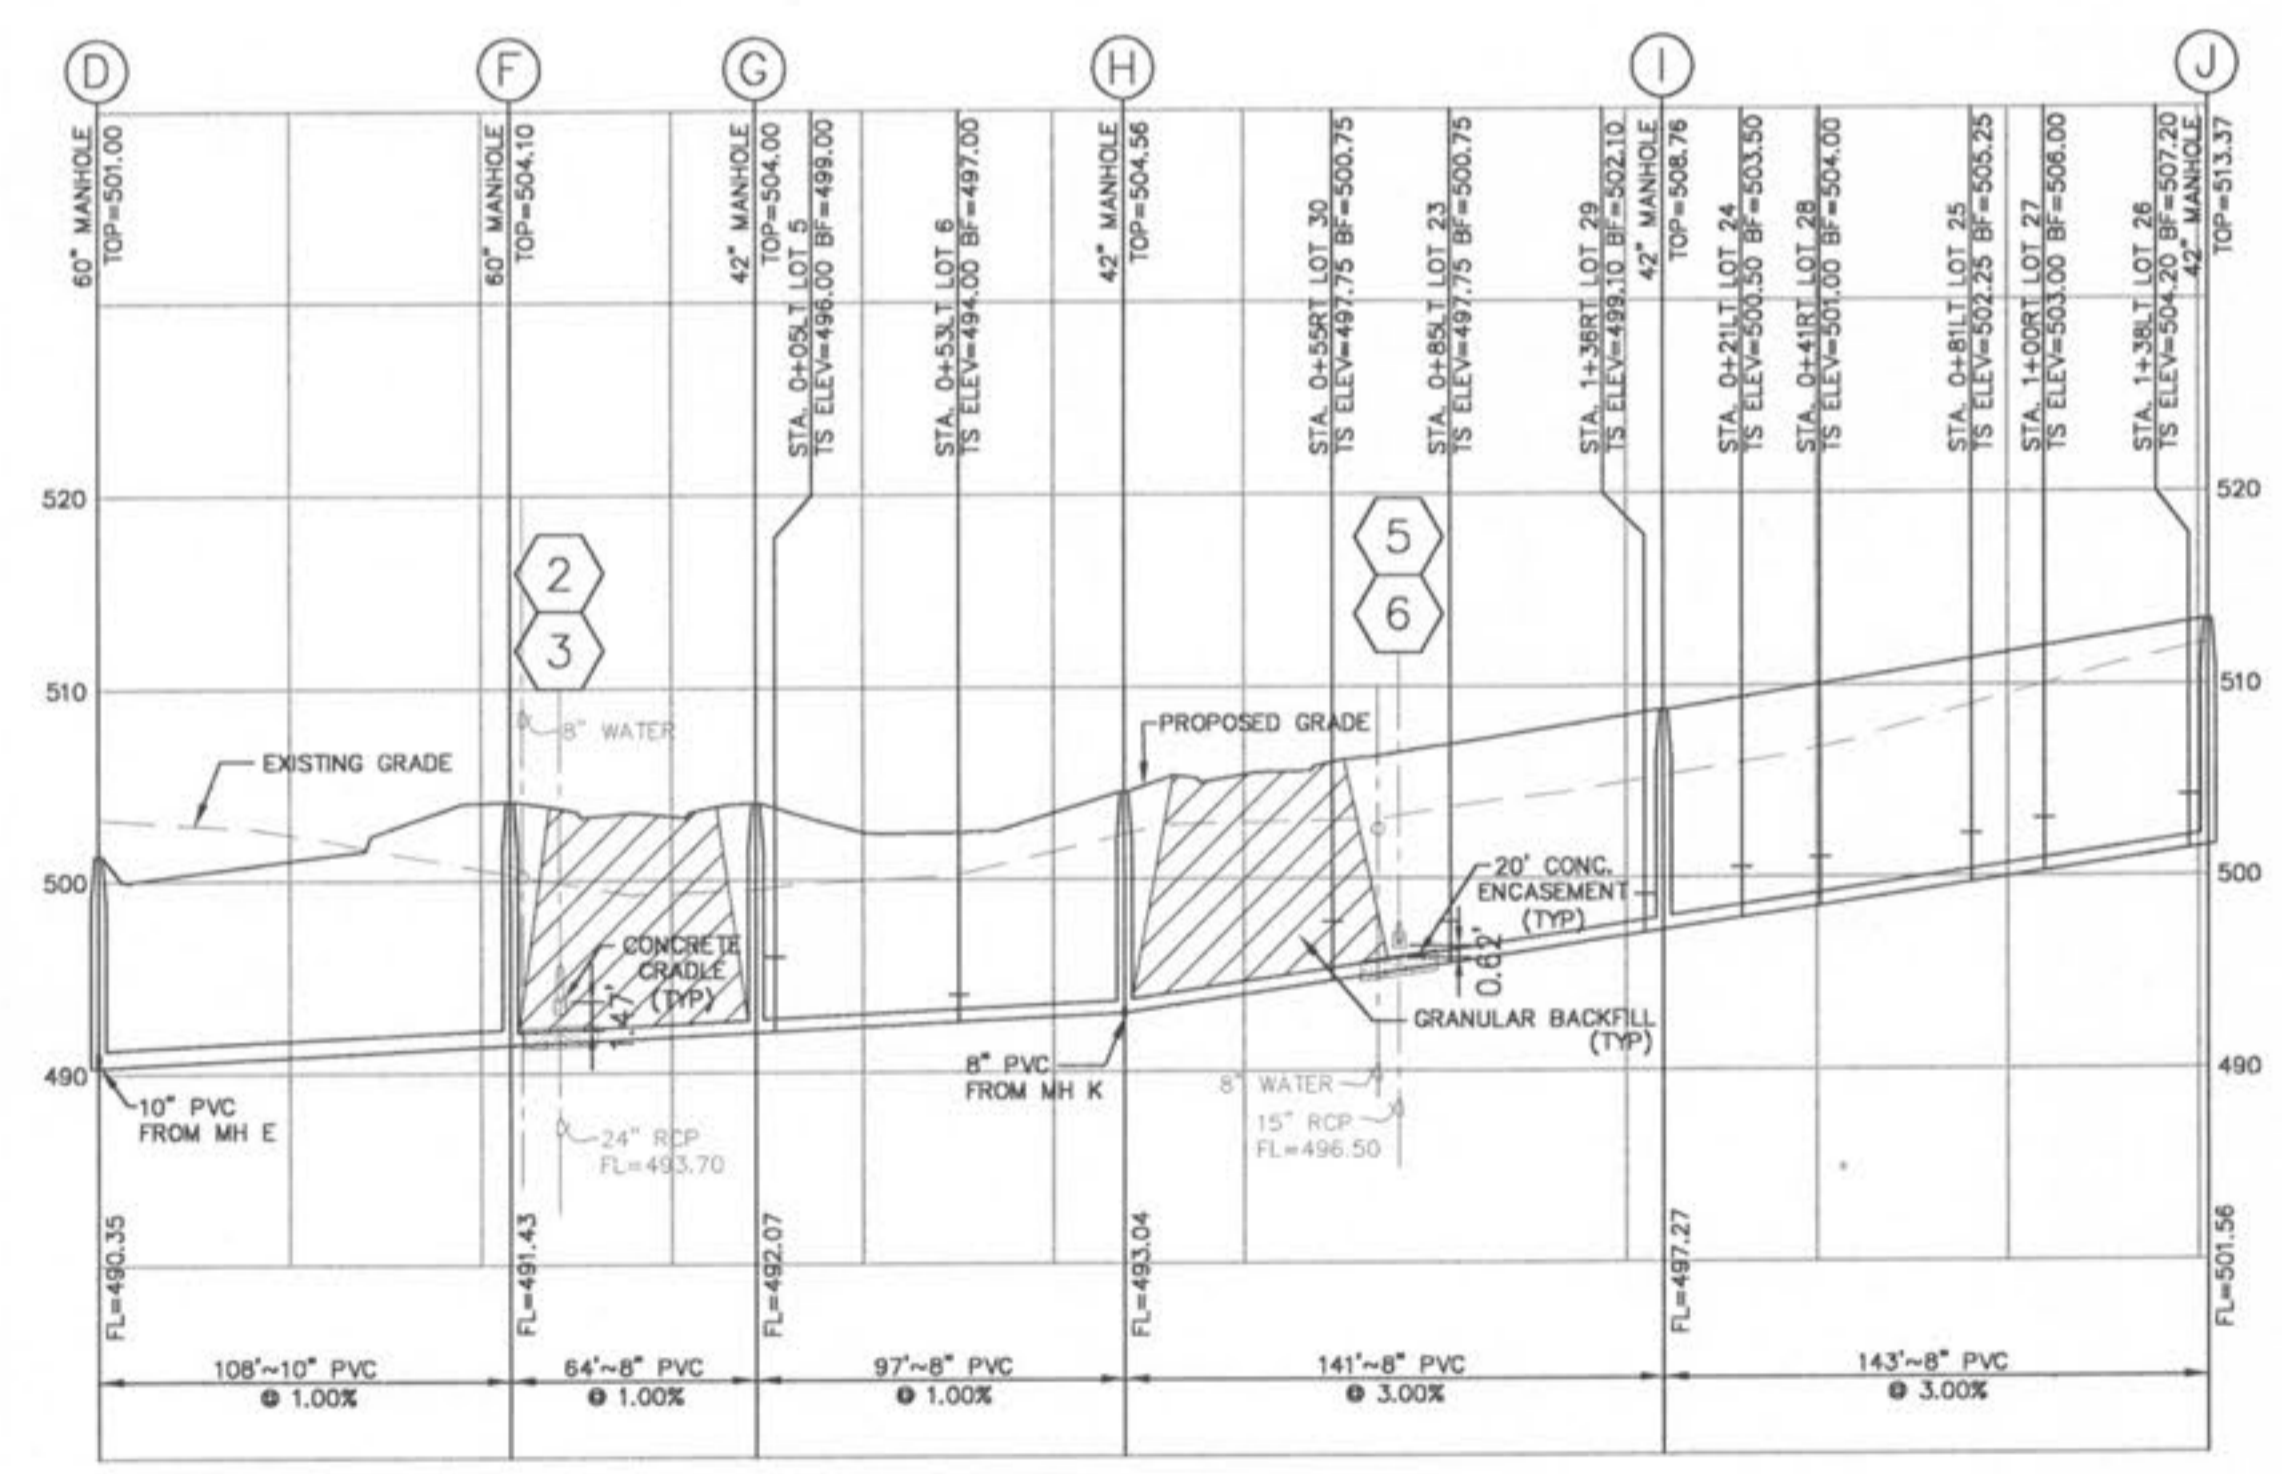 D
F
G
H
I
J
60" MANHOLE
TOP=501.00
60" MANHOLE
TOP=504.10
42" MANHOLE
TOP=504.00
STA. 0+05LT LOT 5
TS ELEV=496.00 BF=499.00
STA. 0+53LT LOT 6
TS ELEV=494.00 BF=497.00
42" MANHOLE
TOP=504.56
STA. 0+55RT LOT 30
TS ELEV=497.75 BF=500.75
STA. 0+85LT LOT 23
TS ELEV=497.75 BF=500.75
STA. 1+36RT LOT 29
TS ELEV=499.10 BF=502.10
42" MANHOLE
TOP=508.76
STA. 0+21LT LOT 24
TS ELEV=500.50 BF=503.50
STA. 0+41RT LOT 28
TS ELEV=501.00 BF=504.00
STA. 0+81LT LOT 25
TS ELEV=502.25 BF=505.25
STA. 1+00RT LOT 27
TS ELEV=503.00 BF=506.00
STA. 1+38LT LOT 26
TS ELEV=504.20 BF=507.20
42" MANHOLE
TOP=513.37
520
520
2
3
5
6
510
510
8" WATER
PROPOSED GRADE
EXISTING GRADE
500
500
20' CONC.
ENCASEMENT
(TYP)
CONCRETE
CRADLE
(TYP)
1.47'
0.62'
GRANULAR BACKFILL
(TYP)
490
490
8" PVC
FROM MH K
8" WATER
10" PVC
FROM MH E
24" RCP
FL=493.70
15" RCP
FL=496.50
FL=490.35
FL=491.43
FL=492.07
FL=493.04
FL=497.27
FL=501.56
108'~10" PVC
@ 1.00%
64'~8" PVC
@ 1.00%
97'~8" PVC
@ 1.00%
141'~8" PVC
@ 3.00%
143'~8" PVC
@ 3.00%